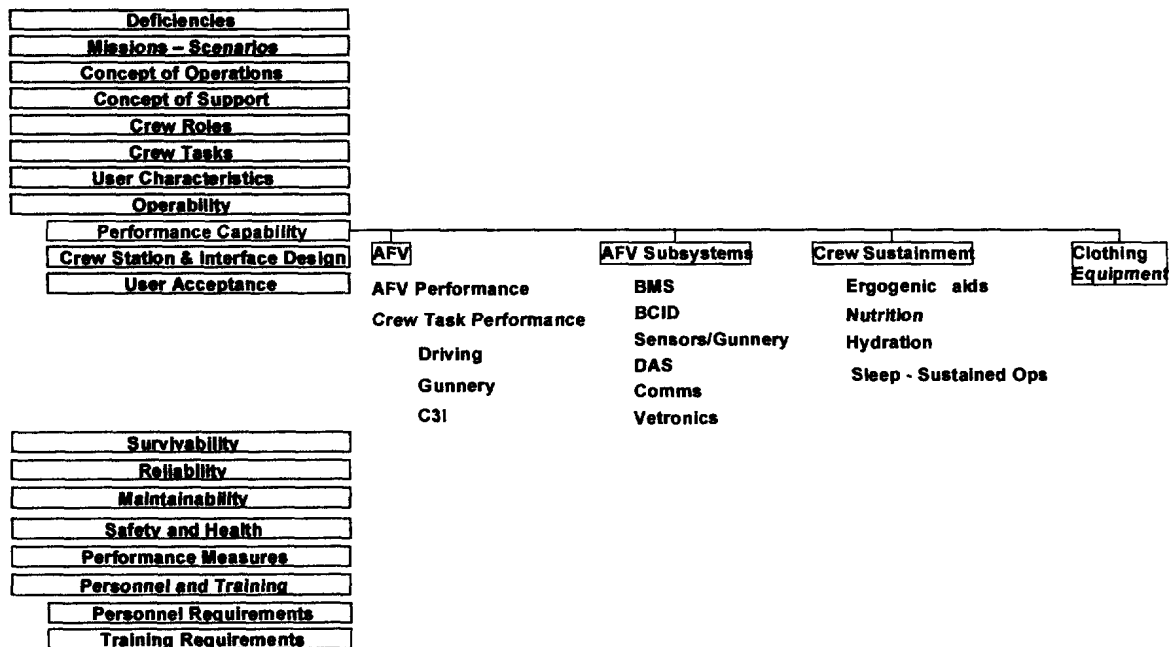 Deficiencies
Missions – Scenarios
Concept of Operations
Concept of Support
Crew Roles
Crew Tasks
User Characteristics
Operability
Performance Capability
Crew Station & Interface Design
User Acceptance
AFV
AFV Performance
Crew Task Performance
Driving
Gunnery
C3I
AFV Subsystems
BMS
BCID
Sensors/Gunnery
DAS
Comms
Vetronics
Crew Sustainment
Ergogenic aids
Nutrition
Hydration
Sleep - Sustained Ops
Clothing
Equipment
Survivability
Reliability
Maintainability
Safety and Health
Performance Measures
Personnel and Training
Personnel Requirements
Training Requirements